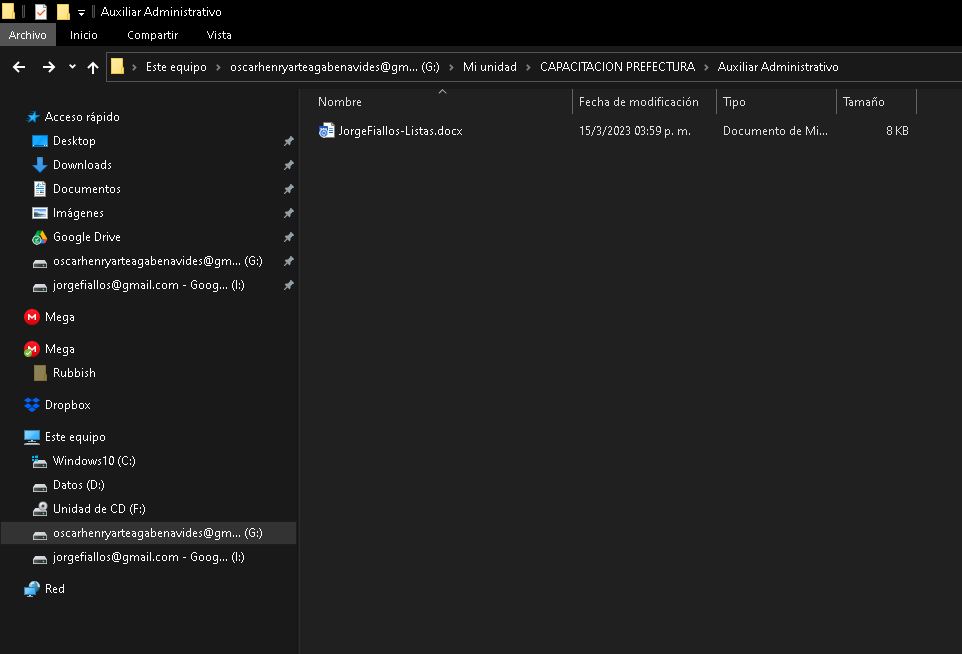 Auxiliar Administrativo
Archivo Inicio Compartir Vista
Este equipo oscarhenryarteagabenavides@gm... (G:) Mi unidad CAPACITACION PREFECTURA Auxiliar Administrativo
Nombre Fecha de modificación Tipo Tamaño
JorgeFiallos-Listas.docx 15/3/2023 03:59 p. m. Documento de Mi... 8 KB
Acceso rápido
Desktop
Downloads
Documentos
Imágenes
Google Drive
oscarhenryarteagabenavides@gm... (G:)
jorgefiallos@gmail.com - Goog... (I:)
Mega
Mega
Rubbish
Dropbox
Este equipo
Windows10 (C:)
Datos (D:)
Unidad de CD (F:)
oscarhenryarteagabenavides@gm... (G:)
jorgefiallos@gmail.com - Goog... (I:)
Red